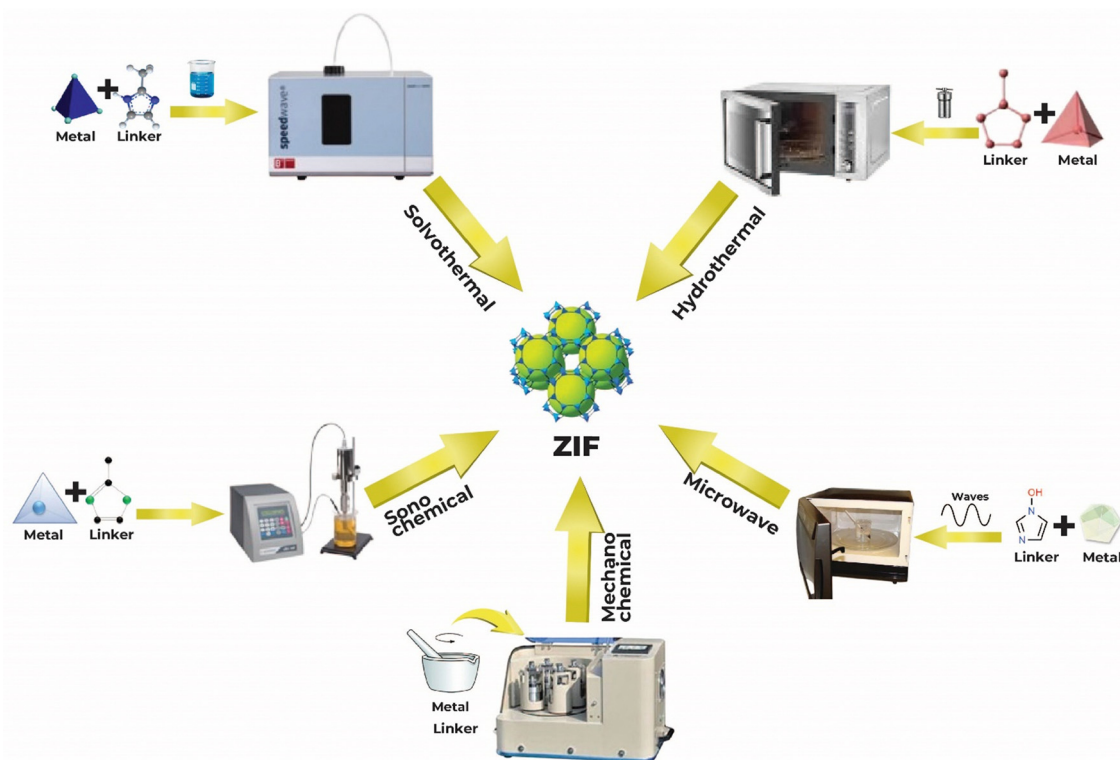 Metal
Linker
speedwave®
Solvothermal
Linker
Metal
Hydrothermal
ZIF
Metal
Linker
Sono
chemical
Mechano
chemical
Metal
Linker
Microwave
Waves
OH
N
N
Linker
Metal